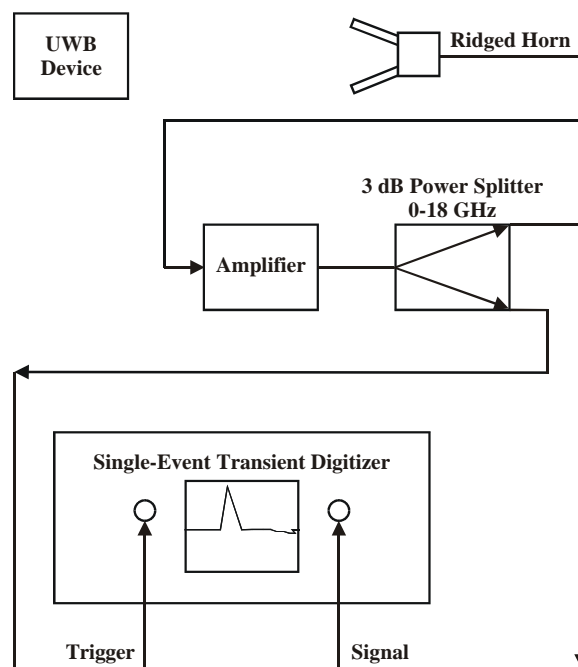 UWB
Device
Ridged Horn
3 dB Power Splitter
0-18 GHz
Amplifier
Single-Event Transient Digitizer
Trigger
Signal